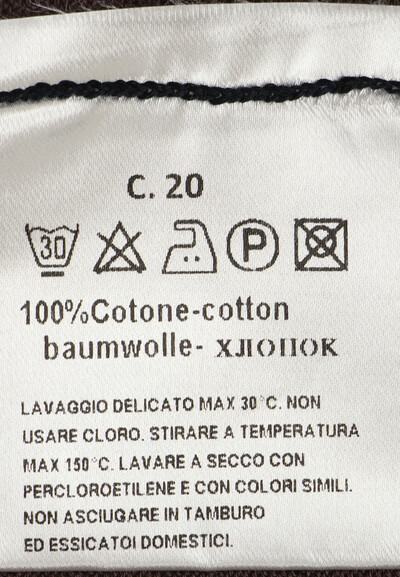 C. 20
30
P
100%Cotone-cotton
baumwolle- хлопок
LAVAGGIO DELICATO MAX 30°C. NON
USARE CLORO. STIRARE A TEMPERATURA
MAX 150°C. LAVARE A SECCO CON
PERCLOROETILENE E CON COLORI SIMILI.
NON ASCIUGARE IN TAMBURO
ED ESSICATOI DOMESTICI.